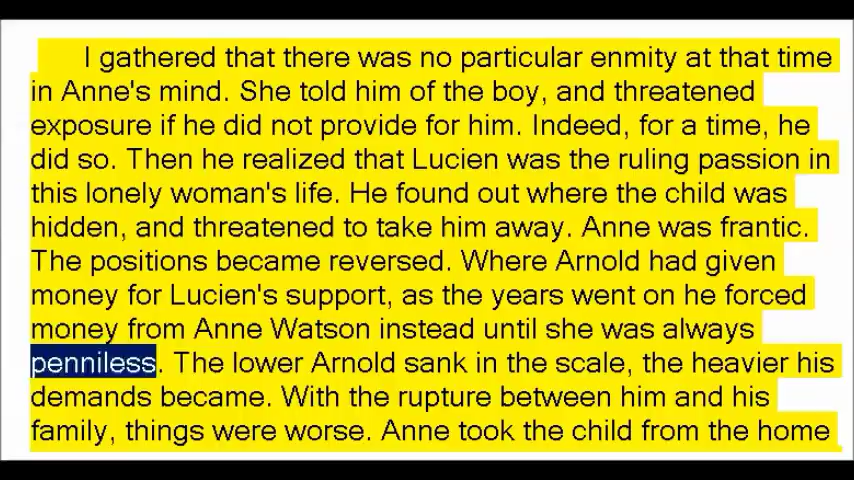 I gathered that there was no particular enmity at that time
in Anne's mind. She told him of the boy, and threatened
exposure if he did not provide for him. Indeed, for a time, he
did so. Then he realized that Lucien was the ruling passion in
this lonely woman's life. He found out where the child was
hidden, and threatened to take him away. Anne was frantic.
The positions became reversed. Where Arnold had given
money for Lucien's support, as the years went on he forced
money from Anne Watson instead until she was always
penniless. The lower Arnold sank in the scale, the heavier his
demands became. With the rupture between him and his
family, things were worse. Anne took the child from the home